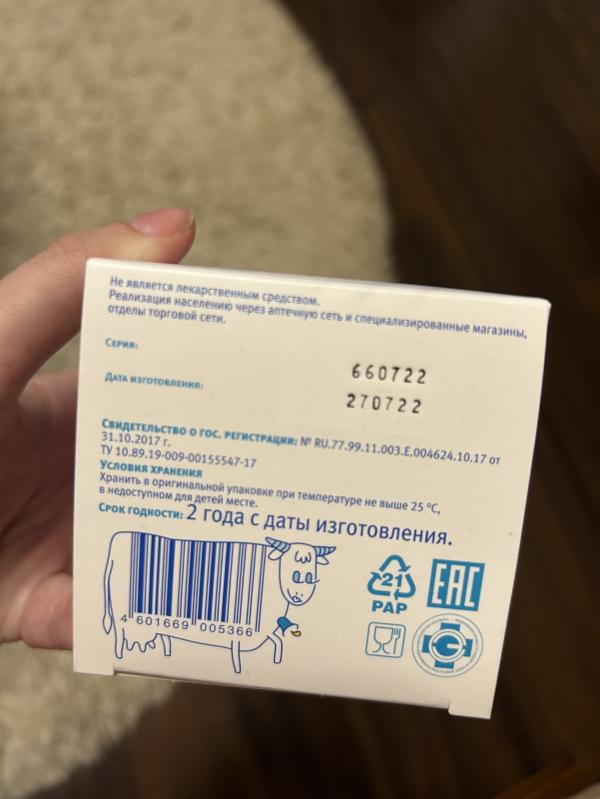 Не является лекарственным средством.
Реализация населению через аптечную сеть и специализированные магазины,
отделы торговой сети.
СЕРИЯ: 660722
ДАТА ИЗГОТОВЛЕНИЯ: 270722
СВИДЕТЕЛЬСТВО О ГОС. РЕГИСТРАЦИИ: № RU.77.99.11.003.Е.004624.10.17 от
31.10.2017 г.
ТУ 10.89.19-009-00155547-17
УСЛОВИЯ ХРАНЕНИЯ
Хранить в оригинальной упаковке при температуре не выше 25 °С,
в недоступном для детей месте.
СРОК ГОДНОСТИ: 2 года с даты изготовления.
4 601669 005366
21
PAP
EAC